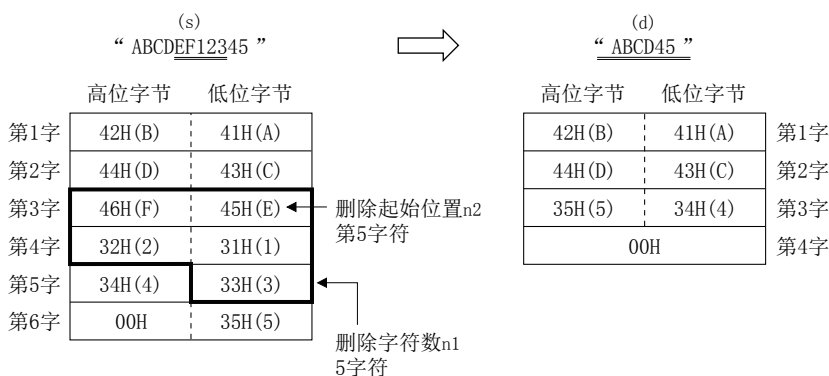 (s)
“ ABCDEF12345 ”
(d)
“ ABCD45 ”
高位字节 低位字节
第1字 42H(B) 41H(A)
第2字 44H(D) 43H(C)
第3字 46H(F) 45H(E)
第4字 32H(2) 31H(1)
第5字 34H(4) 33H(3)
第6字 00H 35H(5)
删除起始位置n2
第5字符
删除字符数n1
5字符
高位字节 低位字节
42H(B) 41H(A) 第1字
44H(D) 43H(C) 第2字
35H(5) 34H(4) 第3字
00H 第4字